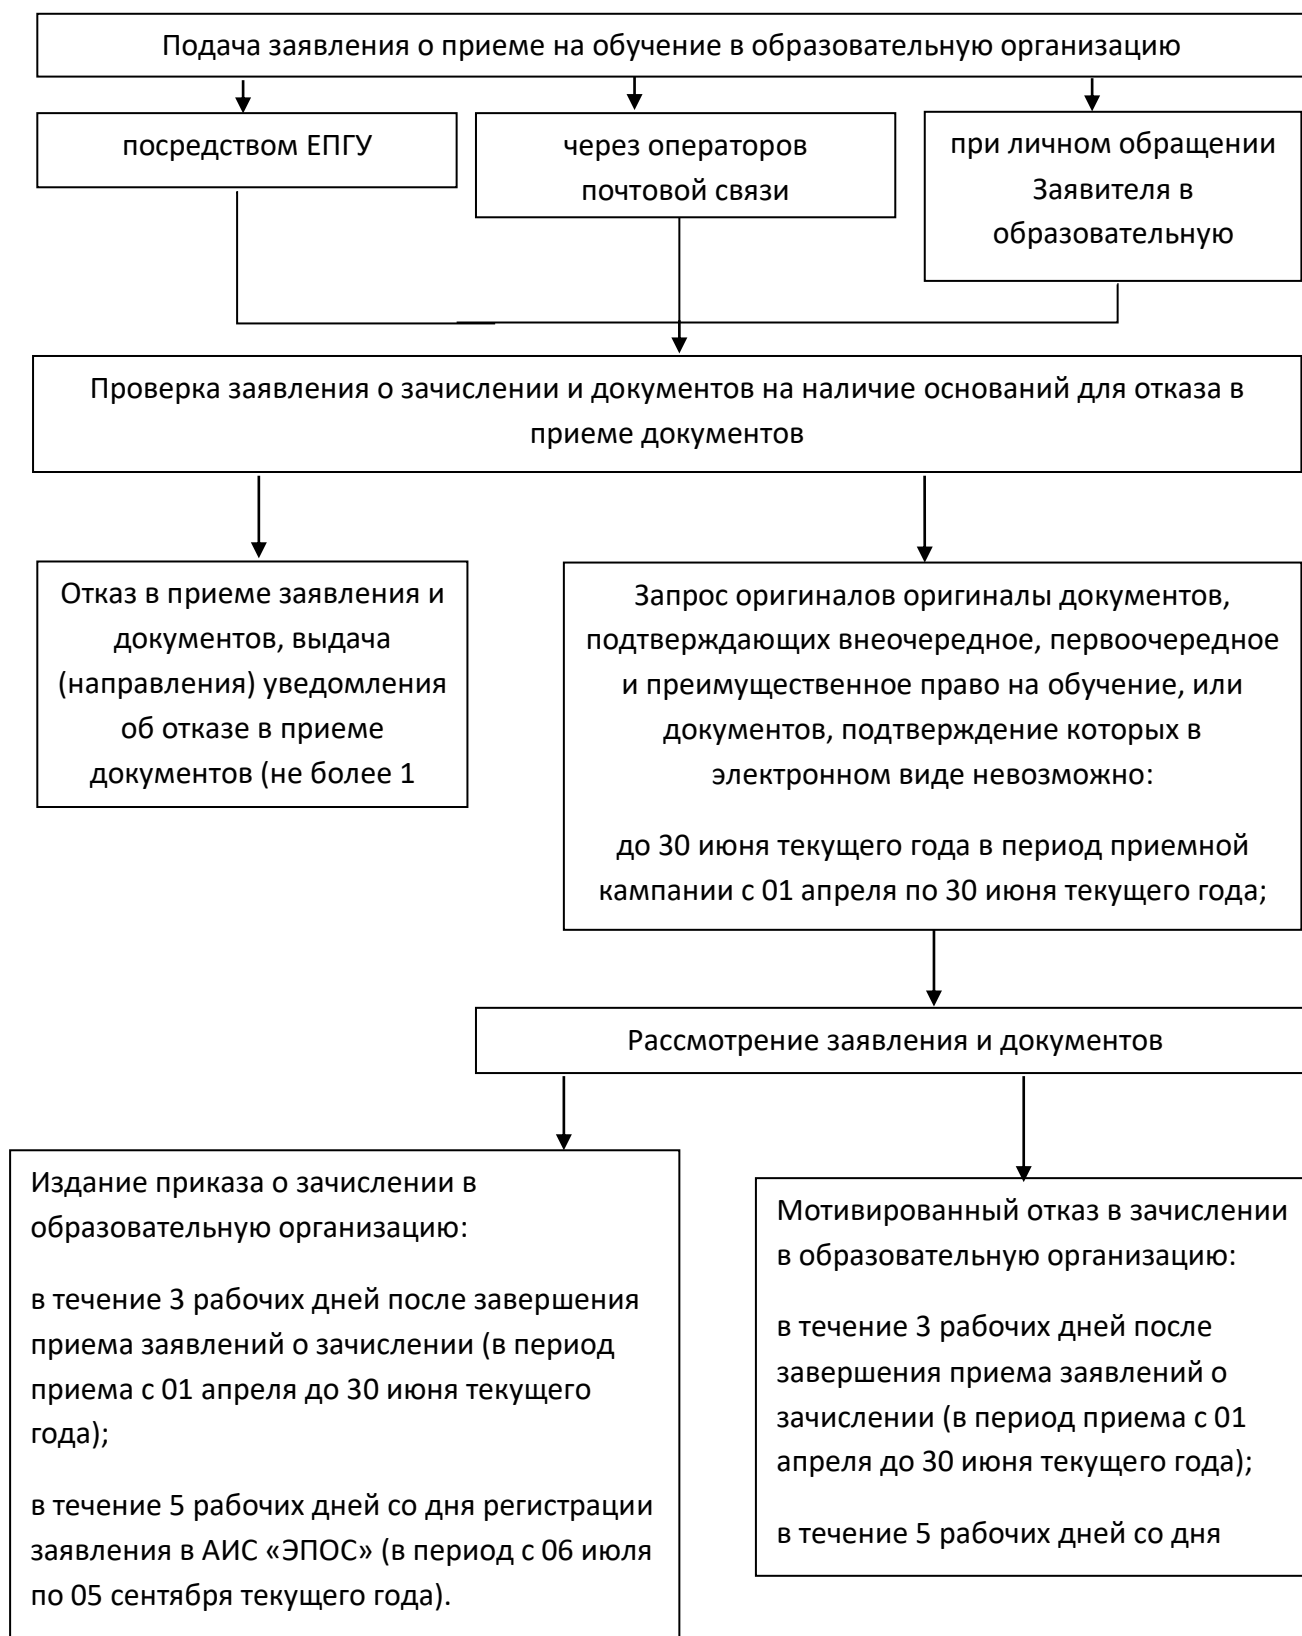 Подача заявления о приеме на обучение в образовательную организацию
посредством ЕПГУ
через операторов
почтовой связи
при личном обращении
Заявителя в
образовательную
Проверка заявления о зачислении и документов на наличие оснований для отказа в
приеме документов
Отказ в приеме заявления и
документов, выдача
(направления) уведомления
об отказе в приеме
документов (не более 1
Запрос оригиналов оригиналы документов,
подтверждающих внеочередное, первоочередное
и преимущественное право на обучение, или
документов, подтверждение которых в
электронном виде невозможно:
до 30 июня текущего года в период приемной
кампании с 01 апреля по 30 июня текущего года;
Рассмотрение заявления и документов
Издание приказа о зачислении в
образовательную организацию:
в течение 3 рабочих дней после завершения
приема заявлений о зачислении (в период
приема с 01 апреля до 30 июня текущего
года);
в течение 5 рабочих дней со дня регистрации
заявления в АИС «ЭПОС» (в период с 06 июля
по 05 сентября текущего года).
Мотивированный отказ в зачислении
в образовательную организацию:
в течение 3 рабочих дней после
завершения приема заявлений о
зачислении (в период приема с 01
апреля до 30 июня текущего года);
в течение 5 рабочих дней со дня